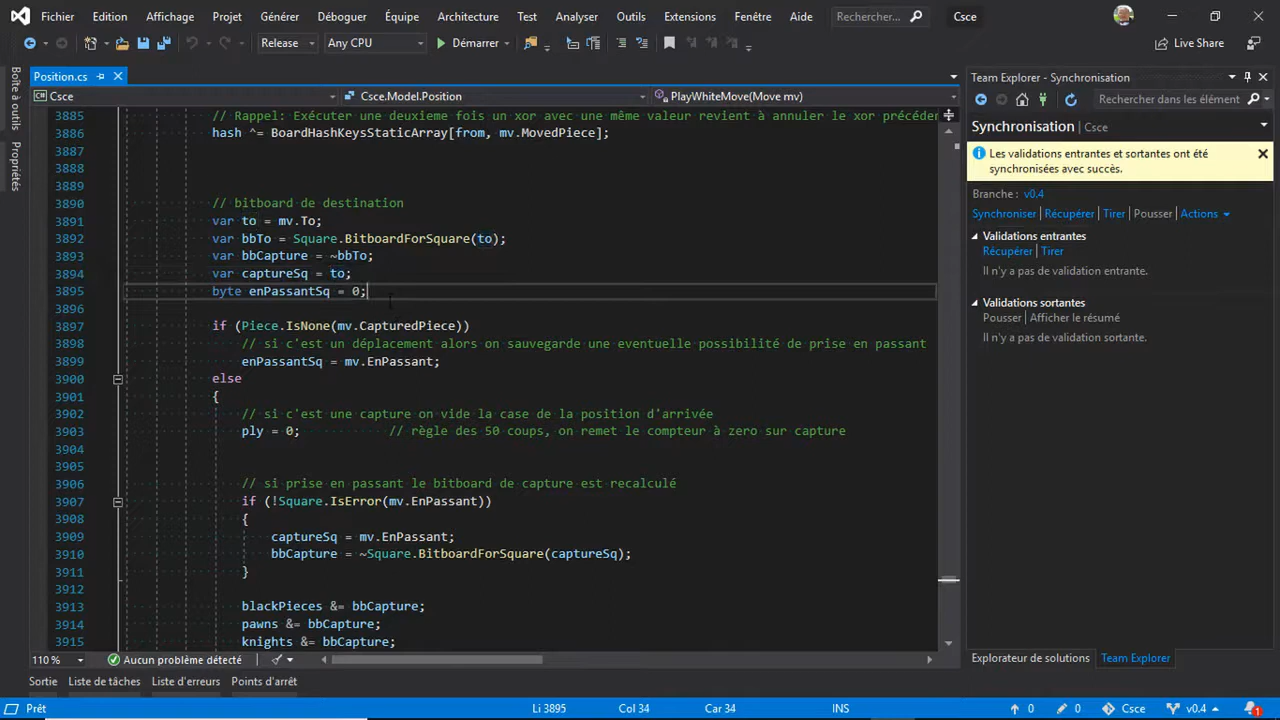 Fichier Edition Affichage Projet Générer Déboguer Équipe Architecture Test Analyser Outils Extensions Fenêtre Aide Rechercher... Csce
Release Any CPU Démarrer Live Share
Boîte à outils
Propriétés
Position.cs
Csce Csce.Model.Position PlayWhiteMove(Move mv)
3885 // Rappel: Exécuter une deuxieme fois un xor avec une même valeur revient à annuler le xor précéden
3886 hash ^= BoardHashKeysStaticArray[from, mv.MovedPiece];
3887
3888
3889
3890 // bitboard de destination
3891 var to = mv.To;
3892 var bbTo = Square.BitboardForSquare(to);
3893 var bbCapture = ~bbTo;
3894 var captureSq = to;
3895 byte enPassantSq = 0;
3896
3897 if (Piece.IsNone(mv.CapturedPiece))
3898 // si c'est un déplacement alors on sauvegarde une eventuelle possibilité de prise en passant
3899 enPassantSq = mv.EnPassant;
3900 else
3901 {
3902 // si c'est une capture on vide la case de la position d'arrivée
3903 ply = 0; // règle des 50 coups, on remet le compteur à zero sur capture
3904
3905
3906 // si prise en passant le bitboard de capture est recalculé
3907 if (!Square.IsError(mv.EnPassant))
3908 {
3909 captureSq = mv.EnPassant;
3910 bbCapture = ~Square.BitboardForSquare(captureSq);
3911 }
3912
3913 blackPieces &= bbCapture;
3914 pawns &= bbCapture;
3915 knights &= bbCapture;
110 % Aucun problème détecté
Team Explorer - Synchronisation
Rechercher dans les élément
Synchronisation Csce
Les validations entrantes et sortantes ont été
synchronisées avec succès.
Branche : v0.4
Synchroniser Récupérer Tirer Pousser Actions
Validations entrantes
Récupérer Tirer
Il n'y a pas de validation entrante.
Validations sortantes
Pousser Afficher le résumé
Il n'y a pas de validation sortante.
Explorateur de solutions Team Explorer
Sortie Liste de tâches Liste d'erreurs Points d'arrêt
Prêt Li 3895 Col 34 Car 34 INS 0 0 Csce v0.4 1